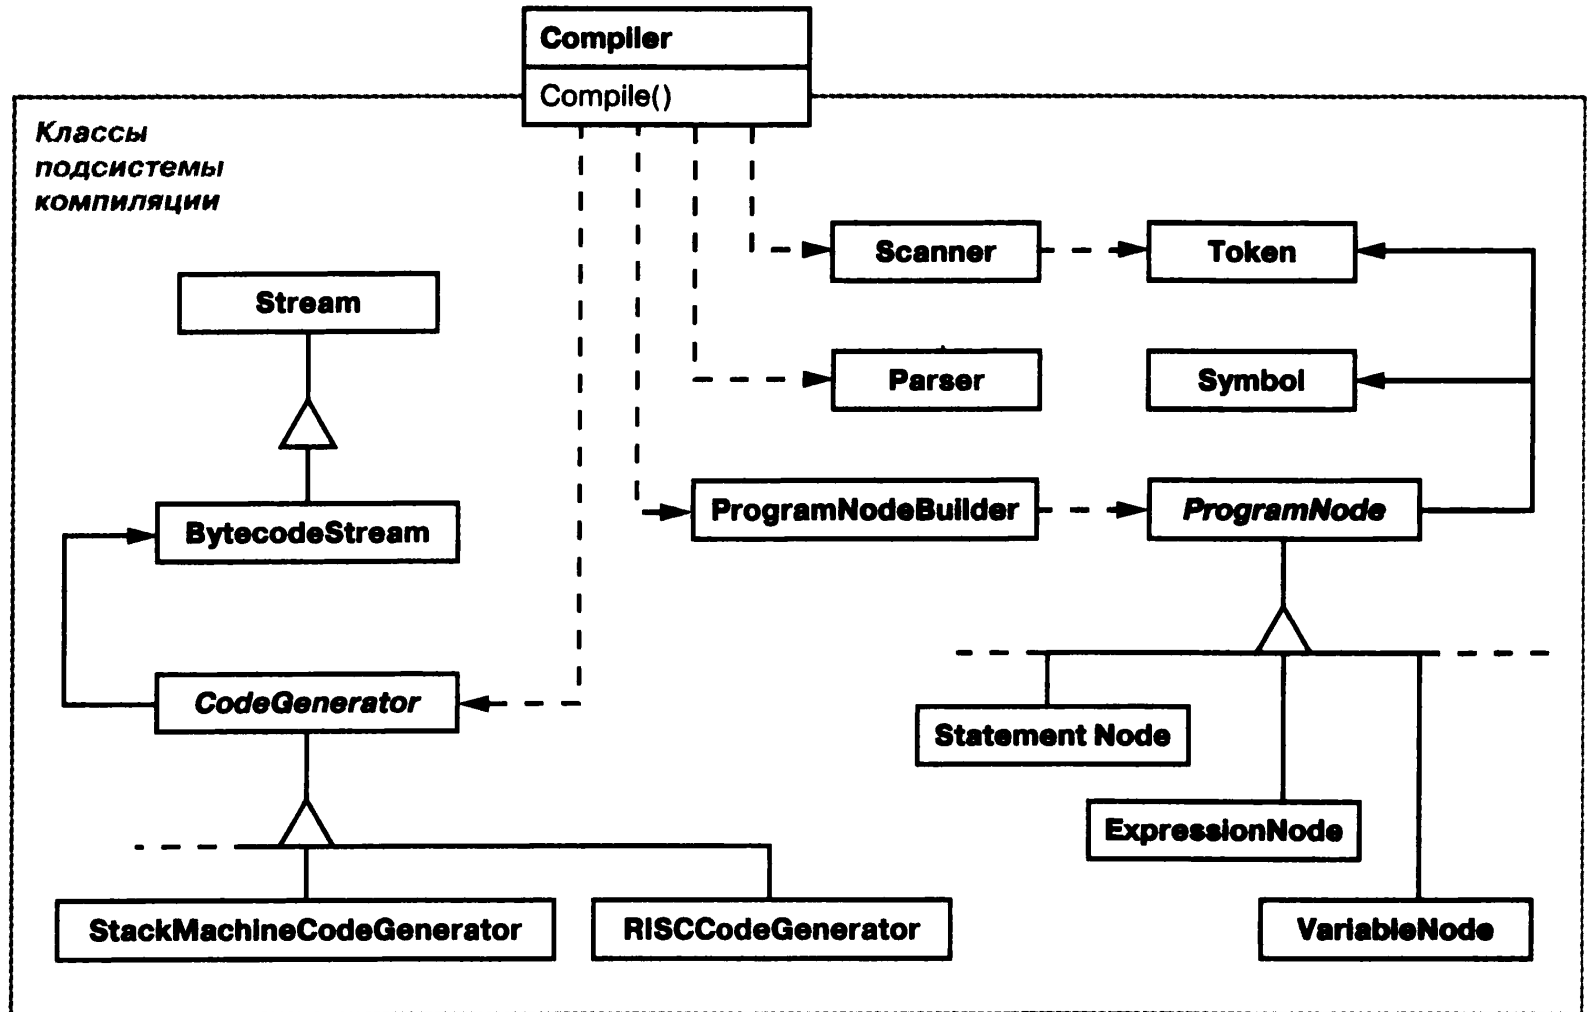 Compiler
Compile()
Классы
подсистемы
компиляции
Scanner
Token
Stream
Parser
Symbol
ProgramNodeBuilder
ProgramNode
BytecodeStream
CodeGenerator
Statement Node
ExpressionNode
StackMachineCodeGenerator
RISCCodeGenerator
VariableNode